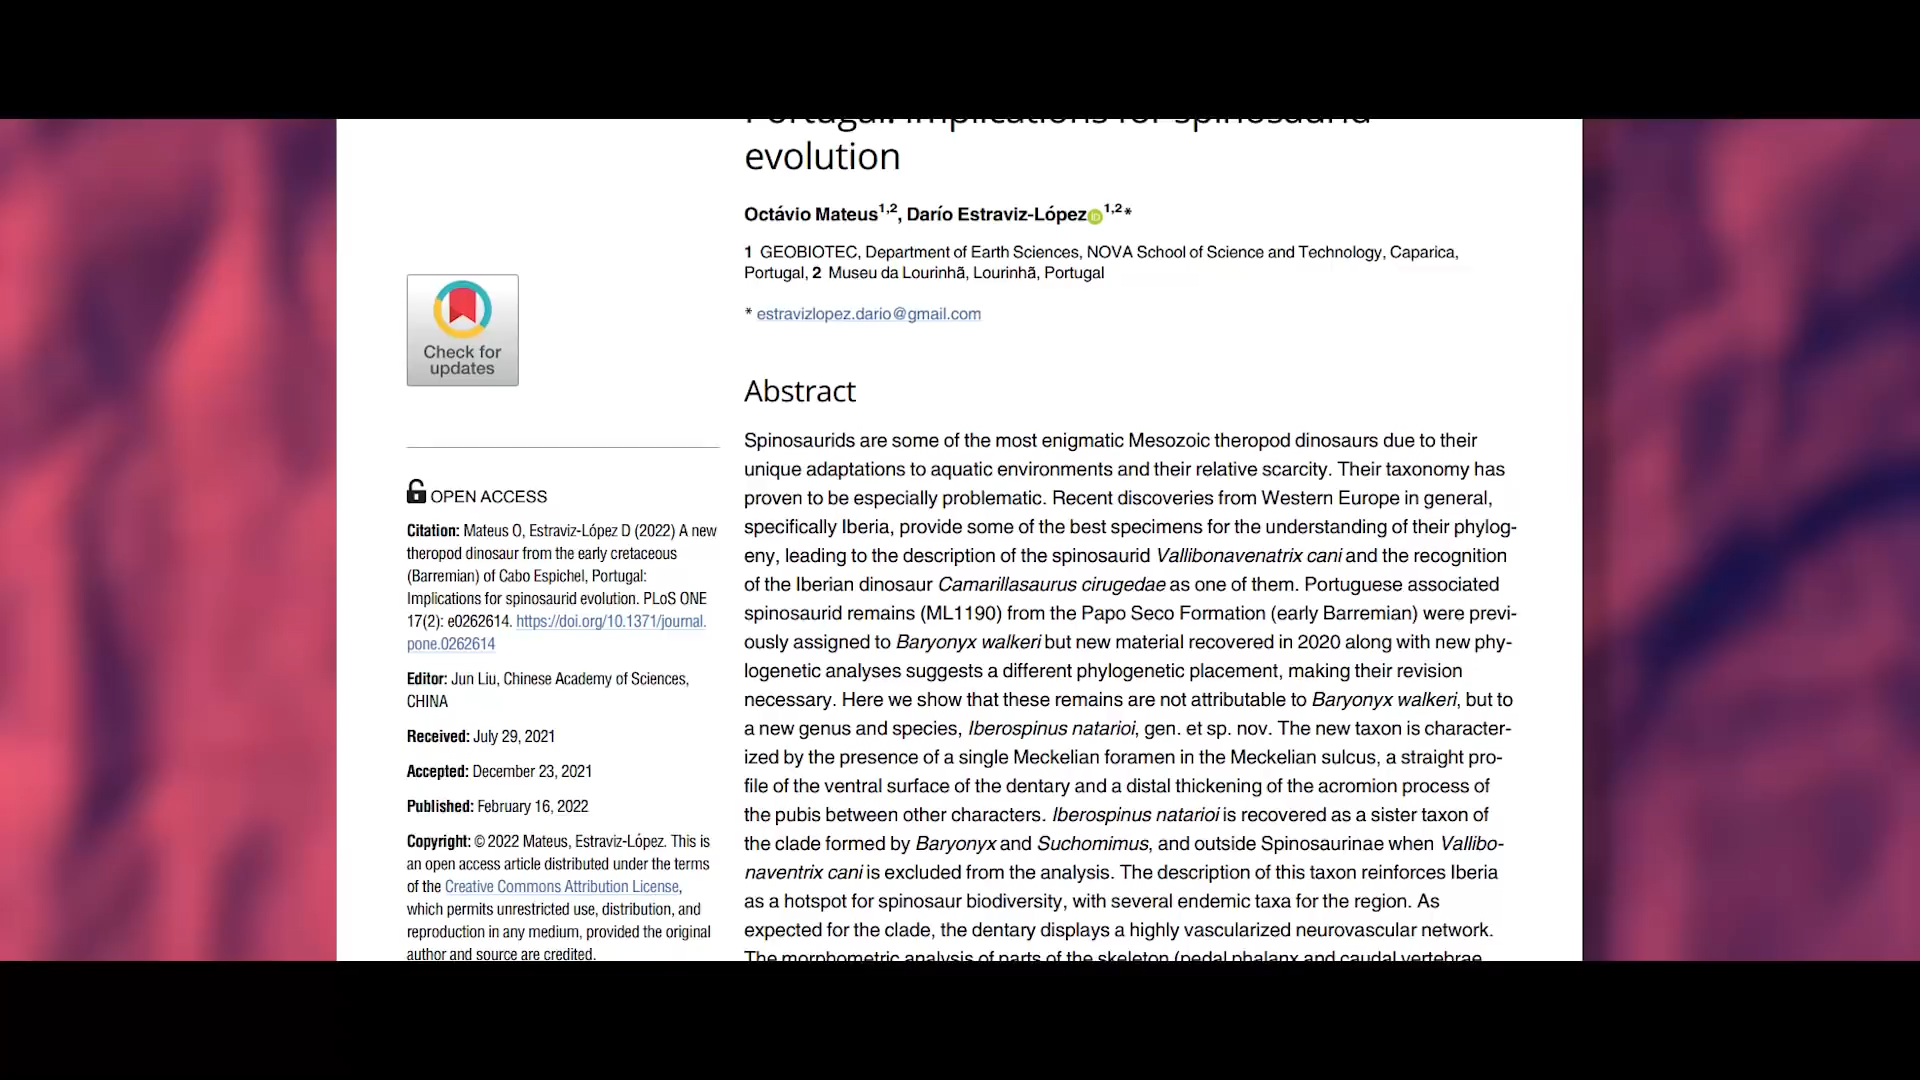 Portugal: Implications for spinosaurid
evolution
Octávio Mateus1,2, Darío Estraviz-López1,2*
1 GEOBIOTEC, Department of Earth Sciences, NOVA School of Science and Technology, Caparica,
Portugal, 2 Museu da Lourinhã, Lourinhã, Portugal
* estravizlopez.dario@gmail.com
Check for
updates
OPEN ACCESS
Citation: Mateus O, Estraviz-López D (2022) A new
theropod dinosaur from the early cretaceous
(Barremian) of Cabo Espichel, Portugal:
Implications for spinosaurid evolution. PLoS ONE
17(2): e0262614. https://doi.org/10.1371/journal.
pone.0262614
Editor: Jun Liu, Chinese Academy of Sciences,
CHINA
Received: July 29, 2021
Accepted: December 23, 2021
Published: February 16, 2022
Copyright: © 2022 Mateus, Estraviz-López. This is
an open access article distributed under the terms
of the Creative Commons Attribution License,
which permits unrestricted use, distribution, and
reproduction in any medium, provided the original
author and source are credited.
Abstract
Spinosaurids are some of the most enigmatic Mesozoic theropod dinosaurs due to their
unique adaptations to aquatic environments and their relative scarcity. Their taxonomy has
proven to be especially problematic. Recent discoveries from Western Europe in general,
specifically Iberia, provide some of the best specimens for the understanding of their phylog-
eny, leading to the description of the spinosaurid Vallibonavenatrix cani and the recognition
of the Iberian dinosaur Camarillasaurus cirugedae as one of them. Portuguese associated
spinosaurid remains (ML1190) from the Papo Seco Formation (early Barremian) were previ-
ously assigned to Baryonyx walkeri but new material recovered in 2020 along with new phy-
logenetic analyses suggests a different phylogenetic placement, making their revision
necessary. Here we show that these remains are not attributable to Baryonyx walkeri, but to
a new genus and species, Iberospinus natarioi, gen. et sp. nov. The new taxon is character-
ized by the presence of a single Meckelian foramen in the Meckelian sulcus, a straight pro-
file of the ventral surface of the dentary and a distal thickening of the acromion process of
the pubis between other characters. Iberospinus natarioi is recovered as a sister taxon of
the clade formed by Baryonyx and Suchomimus, and outside Spinosaurinae when Vallibo-
naventrix cani is excluded from the analysis. The description of this taxon reinforces Iberia
as a hotspot for spinosaur biodiversity, with several endemic taxa for the region. As
expected for the clade, the dentary displays a highly vascularized neurovascular network.
The morphometric analysis of parts of the skeleton (pedal phalanx and caudal vertebrae,